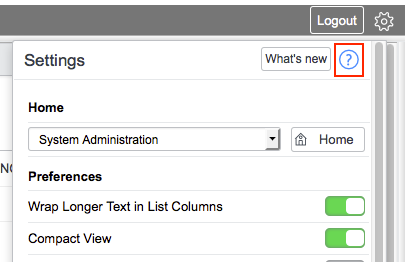 Logout
Settings
What's new
?
Home
System Administration
Home
Preferences
Wrap Longer Text in List Columns
Compact View